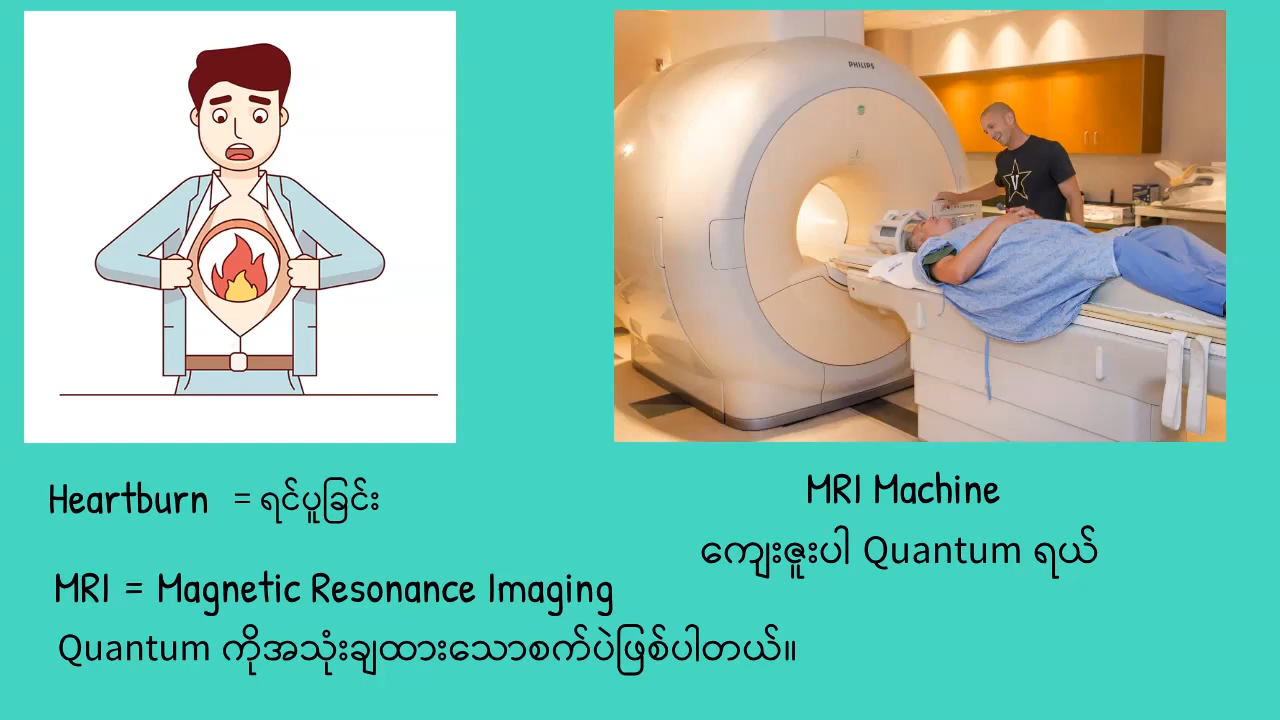 PHILIPS
V
Heartburn = ရင်ပူခြင်း
MRI Machine
ကျေးဇူးပါ Quantum ရယ်
MRI = Magnetic Resonance Imaging
Quantum ကိုအသုံးချထားသောစက်ပဲဖြစ်ပါတယ်။